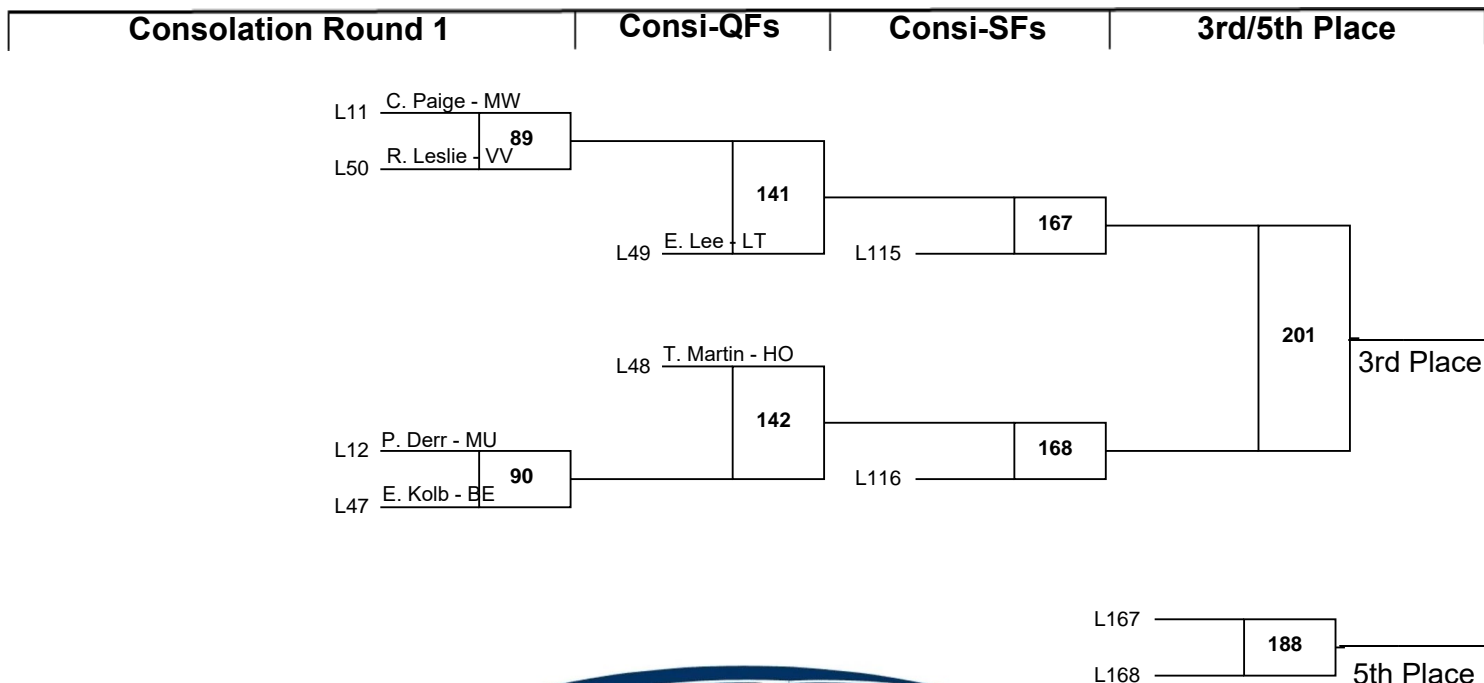 Consolation Round 1 Consi-QFs Consi-SFs 3rd/5th Place
L11 C. Paige - MW
89
L50 R. Leslie - VV
141
L49 E. Lee - LT
167
L115
L48 T. Martin - HO
201
3rd Place
142
L12 P. Derr - MU
168
90
L116
L47 E. Kolb - BE
L167
188
L168
5th Place